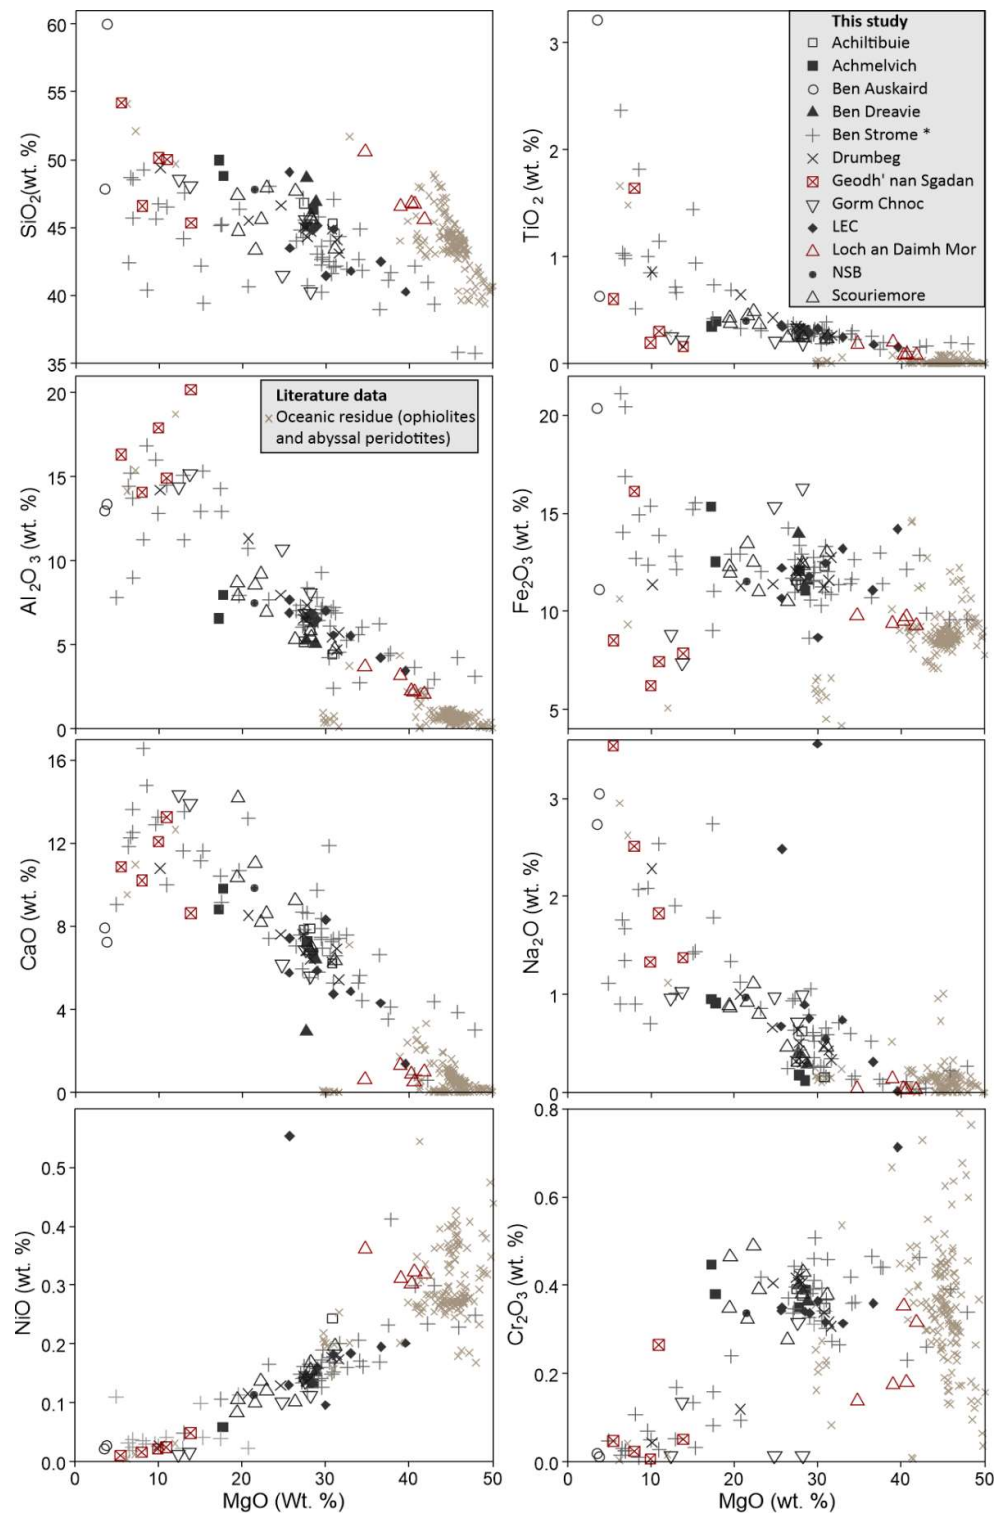 60
55
50
45
40
35
SiO2(wt. %)
3
2
1
0
TiO2 (wt. %)
This study
Achiltibuie
Achmelvich
Ben Auskaird
Ben Dreavie
Ben Strome *
Drumbeg
Geodh' nan Sgadan
Gorm Chnoc
LEC
Loch an Daimh Mor
NSB
Scouriemore
20
15
10
5
0
Al2O3 (wt. %)
Literature data
Oceanic residue (ophiolites
and abyssal peridotites)
20
15
10
5
Fe2O3 (wt. %)
16
12
8
4
0
CaO (wt. %)
3
2
1
0
Na2O (wt. %)
0.5
0.4
0.3
0.2
0.1
0.0
NiO (wt. %)
0 10 20 30 40 50
MgO (Wt. %)
0.8
0.6
0.4
0.2
0.0
Cr2O3 (wt. %)
0 10 20 30 40 50
MgO (wt. %)